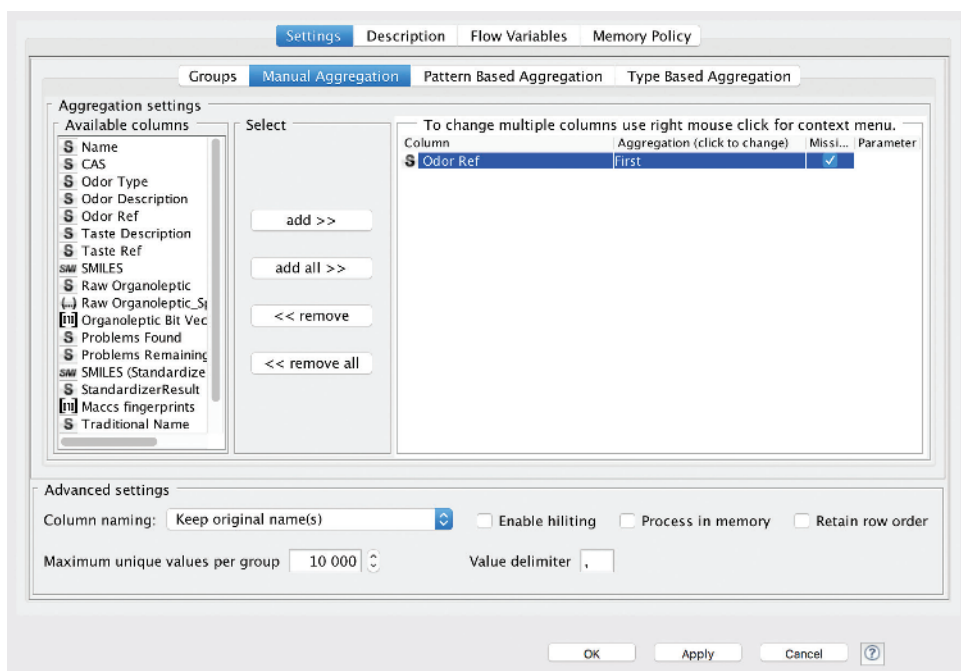 Settings Description Flow Variables Memory Policy
Groups Manual Aggregation Pattern Based Aggregation Type Based Aggregation
Aggregation settings
Available columns
S Name
S CAS
S Odor Type
S Odor Description
S Odor Ref
S Taste Description
S Taste Ref
SMILES
S Raw Organoleptic
(...) Raw Organoleptic_Sp
[01] Organoleptic Bit Vec
S Problems Found
S Problems Remaining
SMILES (Standardize
S StandardizerResult
[01] Maccs fingerprints
S Traditional Name
Select
add >>
add all >>
<< remove
<< remove all
To change multiple columns use right mouse click for context menu.
Column Aggregation (click to change) Missi... Parameter
S Odor Ref First
Advanced settings
Column naming: Keep original name(s) Enable hiliting Process in memory Retain row order
Maximum unique values per group 10 000 Value delimiter ,
OK Apply Cancel ?